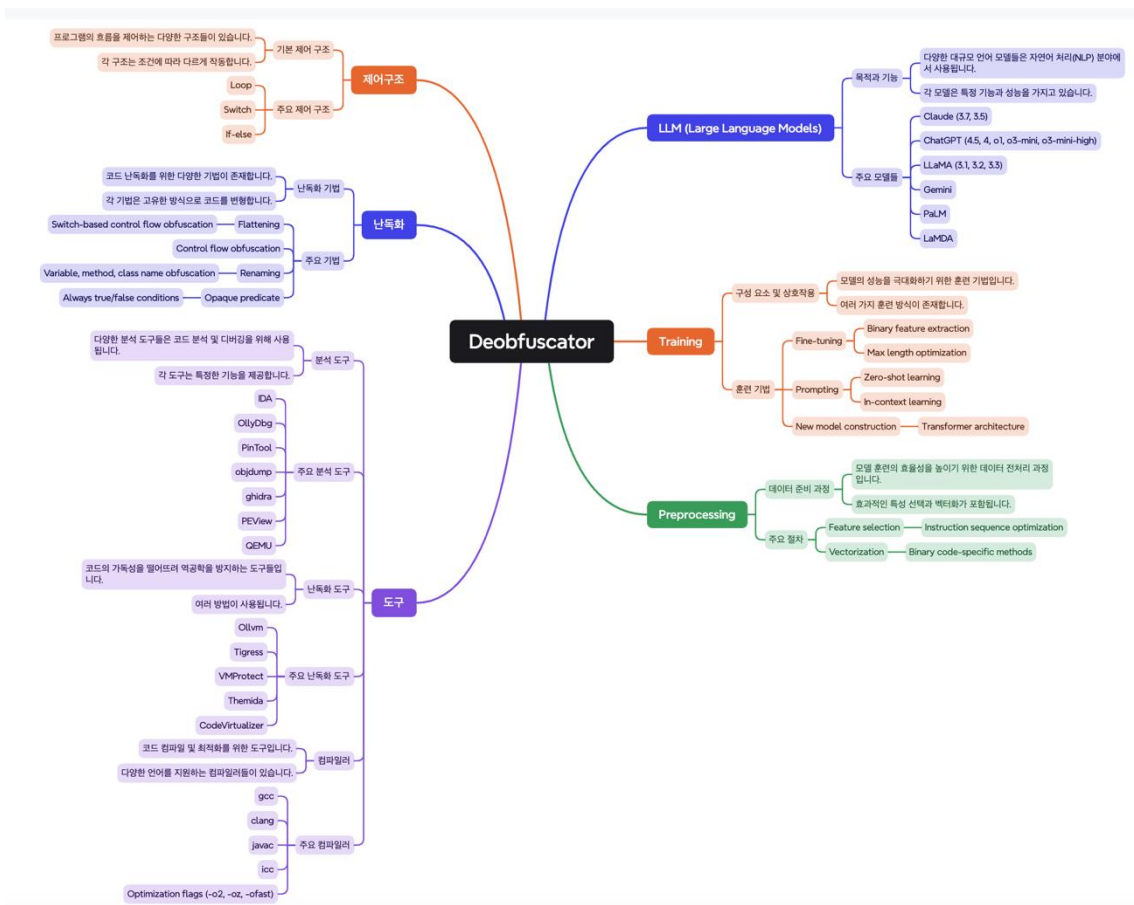 Deobfuscator
제어구조
기본 제어 구조
프로그램의 흐름을 제어하는 다양한 구조들이 있습니다.
각 구조는 조건에 따라 다르게 작동합니다.
주요 제어 구조
Loop
Switch
If-else
난독화
난독화 기법
코드 난독화를 위한 다양한 기법이 존재합니다.
각 기법은 고유한 방식으로 코드를 변형합니다.
주요 기법
Flattening
Switch-based control flow obfuscation
Control flow obfuscation
Renaming
Variable, method, class name obfuscation
Opaque predicate
Always true/false conditions
도구
분석 도구
다양한 분석 도구들은 코드 분석 및 디버깅을 위해 사용
됩니다.
각 도구는 특정한 기능을 제공합니다.
주요 분석 도구
IDA
OllyDbg
PinTool
objdump
ghidra
PEView
QEMU
난독화 도구
코드의 가독성을 떨어뜨려 역공학을 방지하는 도구들입
니다.
여러 방법이 사용됩니다.
주요 난독화 도구
Ollvm
Tigress
VMProtect
Themida
CodeVirtualizer
컴파일러
코드 컴파일 및 최적화를 위한 도구입니다.
다양한 언어를 지원하는 컴파일러들이 있습니다.
주요 컴파일러
gcc
clang
javac
icc
Optimization flags (-o2, -oz, -ofast)
LLM (Large Language Models)
목적과 기능
다양한 대규모 언어 모델들은 자연어 처리(NLP) 분야에
서 사용됩니다.
각 모델은 특정 기능과 성능을 가지고 있습니다.
주요 모델들
Claude (3.7, 3.5)
ChatGPT (4.5, 4, o1, o3-mini, o3-mini-high)
LLaMA (3.1, 3.2, 3.3)
Gemini
PaLM
LaMDA
Training
구성 요소 및 상호작용
모델의 성능을 극대화하기 위한 훈련 기법입니다.
여러 가지 훈련 방식이 존재합니다.
훈련 기법
Fine-tuning
Binary feature extraction
Max length optimization
Prompting
Zero-shot learning
In-context learning
New model construction
Transformer architecture
Preprocessing
데이터 준비 과정
모델 훈련의 효율성을 높이기 위한 데이터 전처리 과정
입니다.
효과적인 특성 선택과 벡터화가 포함됩니다.
주요 절차
Feature selection
Instruction sequence optimization
Vectorization
Binary code-specific methods